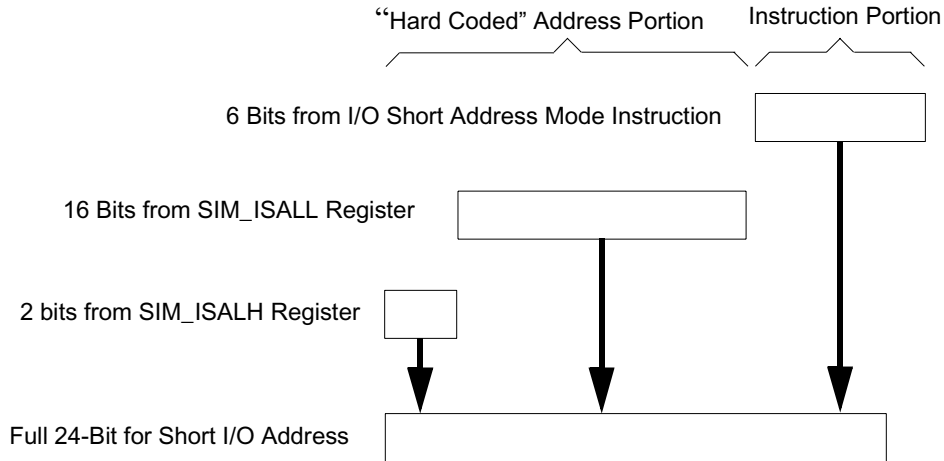 “Hard Coded” Address Portion
Instruction Portion
6 Bits from I/O Short Address Mode Instruction
16 Bits from SIM_ISALL Register
2 bits from SIM_ISALH Register
Full 24-Bit for Short I/O Address